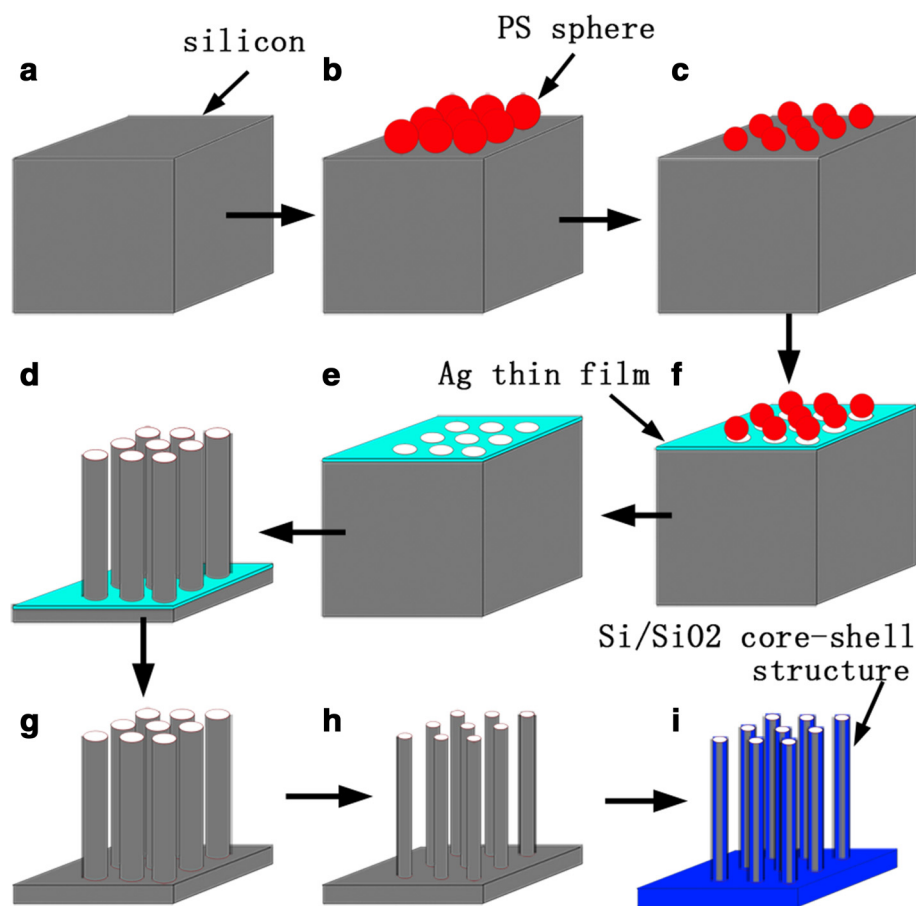 silicon
PS sphere
a
b
c
d
e
Ag thin film
f
Si/SiO2 core-shell
structure
g
h
i